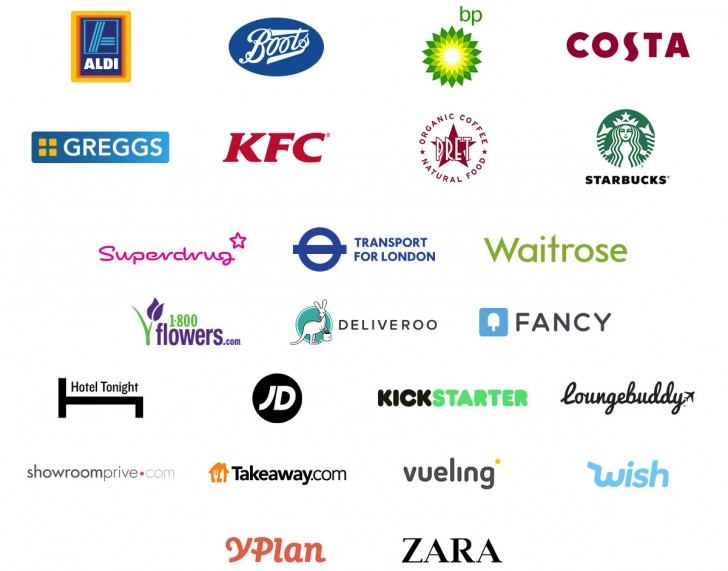 ALDI
Boots
bp
COSTA
GREGGS
KFC®
ORGANIC COFFEE
PRET
NATURAL FOOD
STARBUCKS®
Superdrug
TRANSPORT
FOR LONDON
Waitrose
1·800
flowers.com
DELIVEROO
FANCY
Hotel Tonight
JD
KICKSTARTER
Loungebuddy
showroomprive.com
Takeaway.com
vueling
wish
YPlan
ZARA